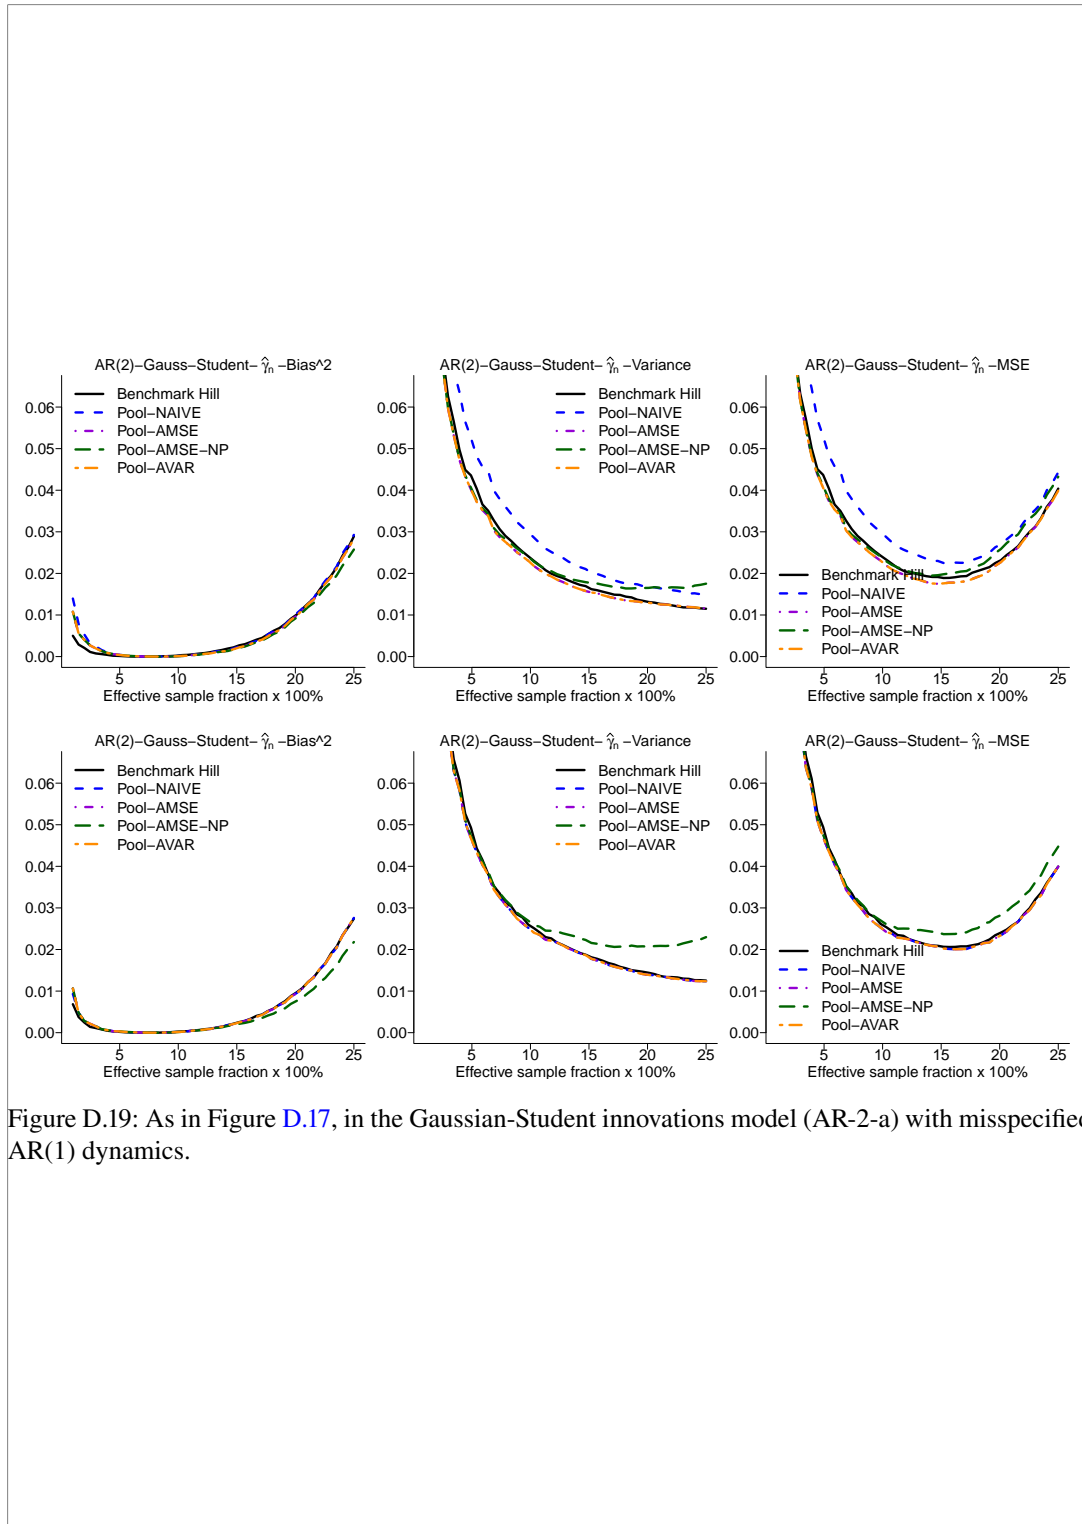 AR(2)−Gauss−Student− γ̂n −Bias^2
0.06
0.05
0.04
0.03
0.02
0.01
0.00
Benchmark Hill
Pool−NAIVE
Pool−AMSE
Pool−AMSE−NP
Pool−AVAR
5 10 15 20 25
Effective sample fraction x 100%
AR(2)−Gauss−Student− γ̂n −Variance
0.06
0.05
0.04
0.03
0.02
0.01
0.00
Benchmark Hill
Pool−NAIVE
Pool−AMSE
Pool−AMSE−NP
Pool−AVAR
5 10 15 20 25
Effective sample fraction x 100%
AR(2)−Gauss−Student− γ̂n −MSE
0.06
0.05
0.04
0.03
0.02
0.01
0.00
Benchmark Hill
Pool−NAIVE
Pool−AMSE
Pool−AMSE−NP
Pool−AVAR
5 10 15 20 25
Effective sample fraction x 100%
AR(2)−Gauss−Student− γ̂n −Bias^2
0.06
0.05
0.04
0.03
0.02
0.01
0.00
Benchmark Hill
Pool−NAIVE
Pool−AMSE
Pool−AMSE−NP
Pool−AVAR
5 10 15 20 25
Effective sample fraction x 100%
AR(2)−Gauss−Student− γ̂n −Variance
0.06
0.05
0.04
0.03
0.02
0.01
0.00
Benchmark Hill
Pool−NAIVE
Pool−AMSE
Pool−AMSE−NP
Pool−AVAR
5 10 15 20 25
Effective sample fraction x 100%
AR(2)−Gauss−Student− γ̂n −MSE
0.06
0.05
0.04
0.03
0.02
0.01
0.00
Benchmark Hill
Pool−NAIVE
Pool−AMSE
Pool−AMSE−NP
Pool−AVAR
5 10 15 20 25
Effective sample fraction x 100%
Figure D.19: As in Figure D.17, in the Gaussian-Student innovations model (AR-2-a) with misspecified
AR(1) dynamics.